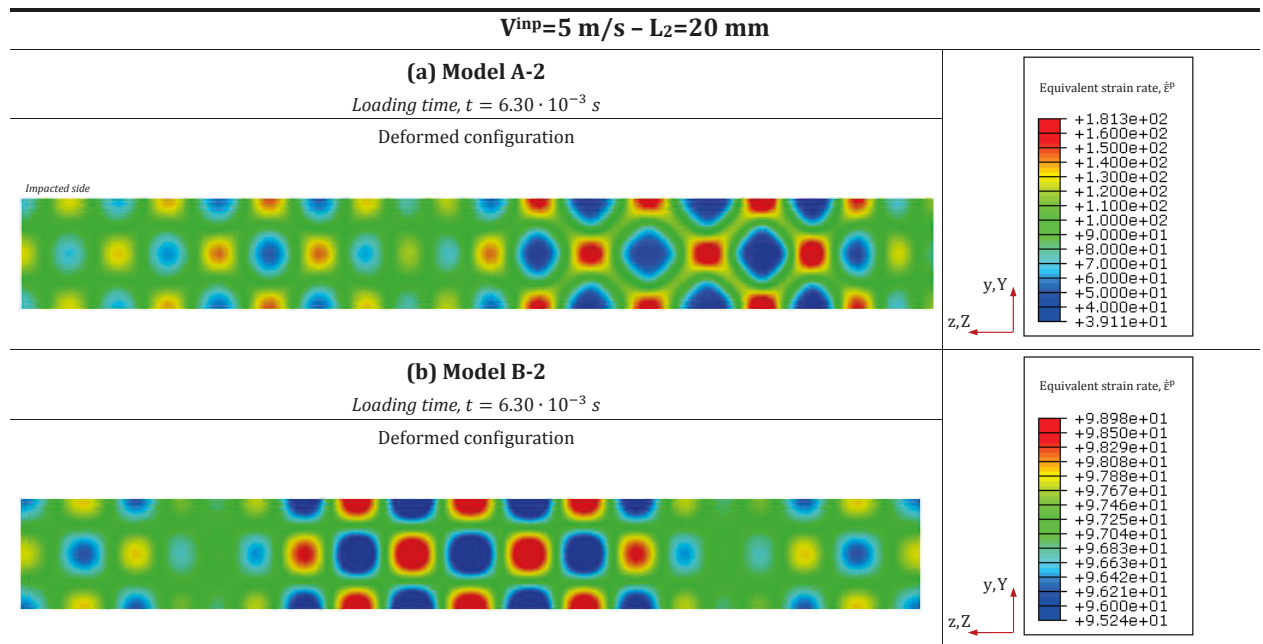 Vⁱⁿᵖ=5 m/s – L₂=20 mm
(a) Model A-2
Loading time, t = 6.30 · 10⁻³ s
Deformed configuration
Impacted side
Equivalent strain rate, ε̇ᵖ
+1.813e+02
+1.600e+02
+1.500e+02
+1.400e+02
+1.300e+02
+1.200e+02
+1.100e+02
+1.000e+02
+9.000e+01
+8.000e+01
+7.000e+01
+6.000e+01
+5.000e+01
+4.000e+01
+3.911e+01
y,Y
z,Z
(b) Model B-2
Loading time, t = 6.30 · 10⁻³ s
Deformed configuration
Equivalent strain rate, ε̇ᵖ
+9.898e+01
+9.850e+01
+9.829e+01
+9.808e+01
+9.788e+01
+9.767e+01
+9.746e+01
+9.725e+01
+9.704e+01
+9.683e+01
+9.663e+01
+9.642e+01
+9.621e+01
+9.600e+01
+9.524e+01
y,Y
z,Z